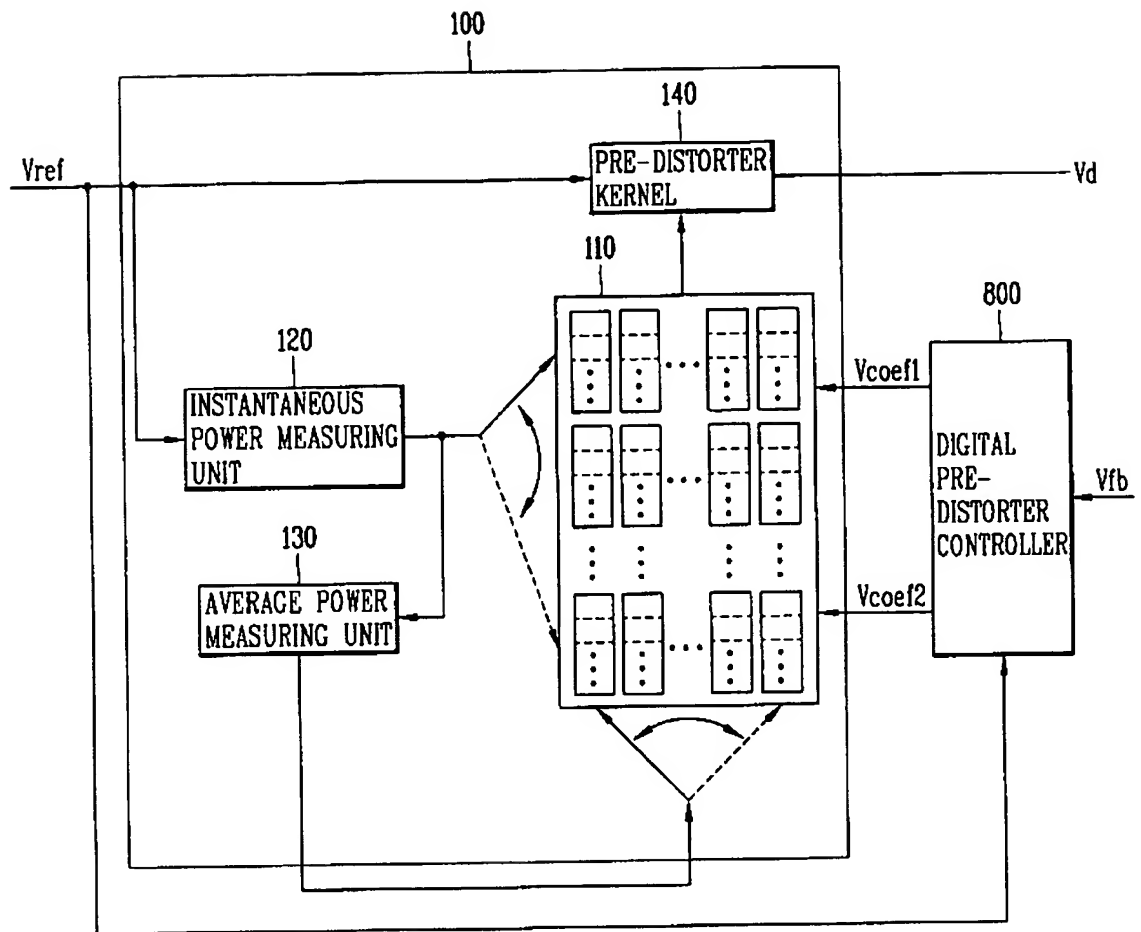 100
140
Vref
PRE-DISTORTER
KERNEL
Vd
110
800
120
INSTANTANEOUS
POWER MEASURING
UNIT
Vcoef1
DIGITAL
PRE-
DISTORTER
CONTROLLER
Vfb
130
AVERAGE POWER
MEASURING UNIT
Vcoef2